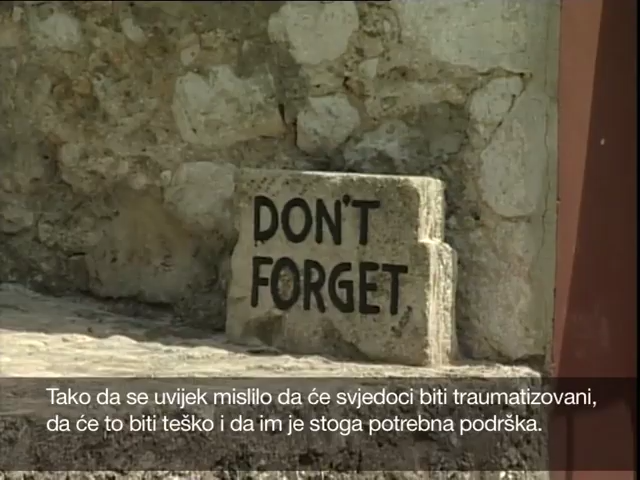 DON'T
FORGET
Tako da se uvijek mislilo da će svjedoci biti traumatizovani,
da će to biti teško i da im je stoga potrebna podrška.